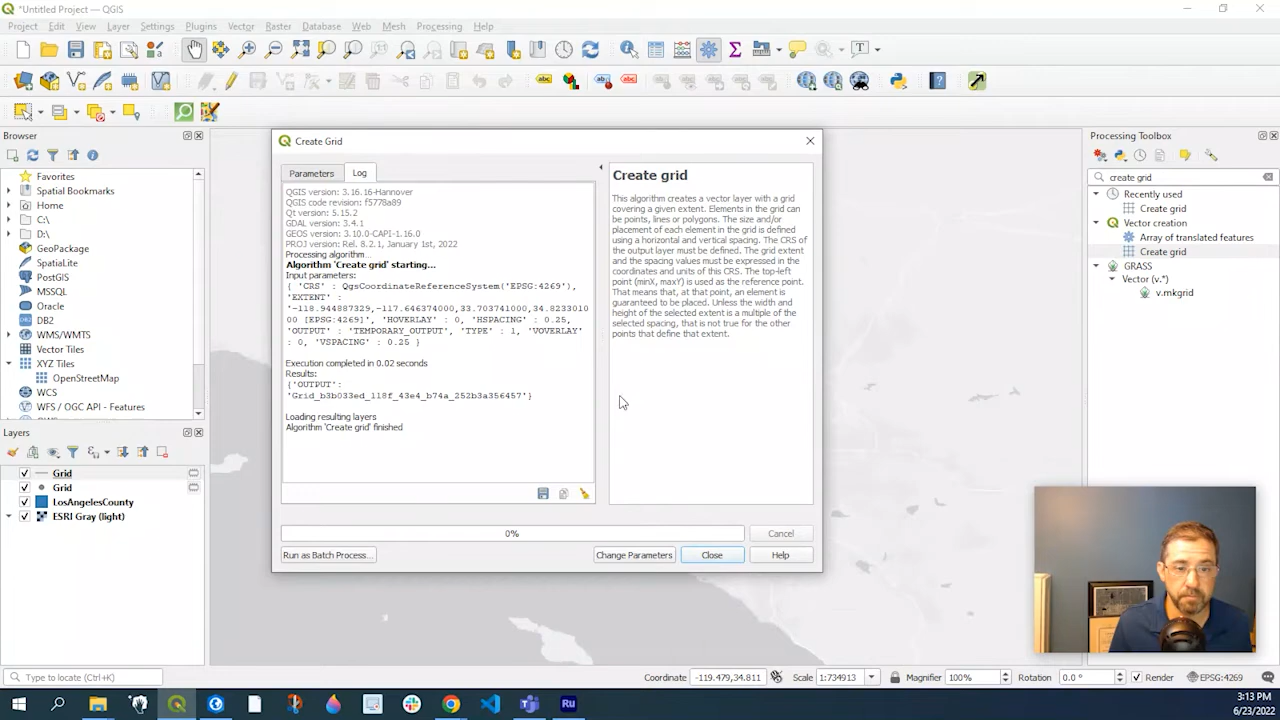 *Untitled Project — QGIS
Project Edit View Layer Settings Plugins Vector Raster Database Web Mesh Processing Help
Browser
Favorites
Spatial Bookmarks
Home
C:\
D:\
GeoPackage
SpatiaLite
PostGIS
MSSQL
Oracle
DB2
WMS/WMTS
Vector Tiles
XYZ Tiles
OpenStreetMap
WCS
WFS / OGC API - Features
Layers
Grid
Grid
LosAngelesCounty
ESRI Gray (light)
Create Grid
Parameters Log
QGIS version: 3.16.16-Hannover
QGIS code revision: f5778a89
Qt version: 5.15.2
GDAL version: 3.4.1
GEOS version: 3.10.0-CAPI-1.16.0
PROJ version: Rel. 8.2.1, January 1st, 2022
Processing algorithm…
Algorithm 'Create grid' starting…
Input parameters:
{ 'CRS' : QgsCoordinateReferenceSystem('EPSG:4269'),
'EXTENT' :
'-118.944887329,-117.646374000,33.703741000,34.8233010
00 [EPSG:4269]', 'HOVERLAY' : 0, 'HSPACING' : 0.25,
'OUTPUT' : 'TEMPORARY_OUTPUT', 'TYPE' : 1, 'VOVERLAY'
: 0, 'VSPACING' : 0.25 }
Execution completed in 0.02 seconds
Results:
{'OUTPUT':
'Grid_b3b033ed_118f_43e4_b74a_252b3a356457'}
Loading resulting layers
Algorithm 'Create grid' finished
Create grid
This algorithm creates a vector layer with a grid
covering a given extent. Elements in the grid can
be points, lines or polygons. The size and/or
placement of each element in the grid is defined
using a horizontal and vertical spacing. The CRS of
the output layer must be defined. The grid extent
and the spacing values must be expressed in the
coordinates and units of this CRS. The top-left
point (minX, maxY) is used as the reference point.
That means that, at that point, an element is
guaranteed to be placed. Unless the width and
height of the selected extent is a multiple of the
selected spacing, that is not true for the other
points that define that extent.
0% Cancel
Run as Batch Process… Change Parameters Close Help
Processing Toolbox
create grid
Recently used
Create grid
Vector creation
Array of translated features
Create grid
GRASS
Vector (v.*)
v.mkgrid
Type to locate (Ctrl+K) Coordinate -119.479,34.811 Scale 1:734913 Magnifier 100% Rotation 0.0 ° Render EPSG:4269
Ru
3:13 PM
6/23/2022